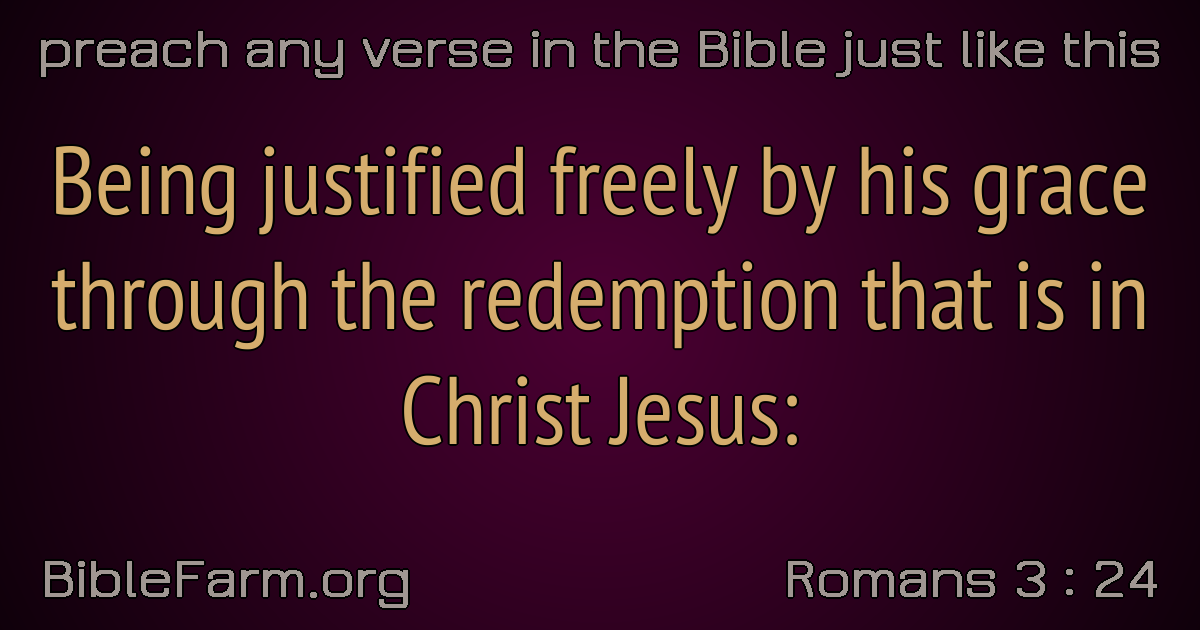 preach any verse in the Bible just like this
Being justified freely by his grace
through the redemption that is in
Christ Jesus:
BibleFarm.org
Romans 3 : 24